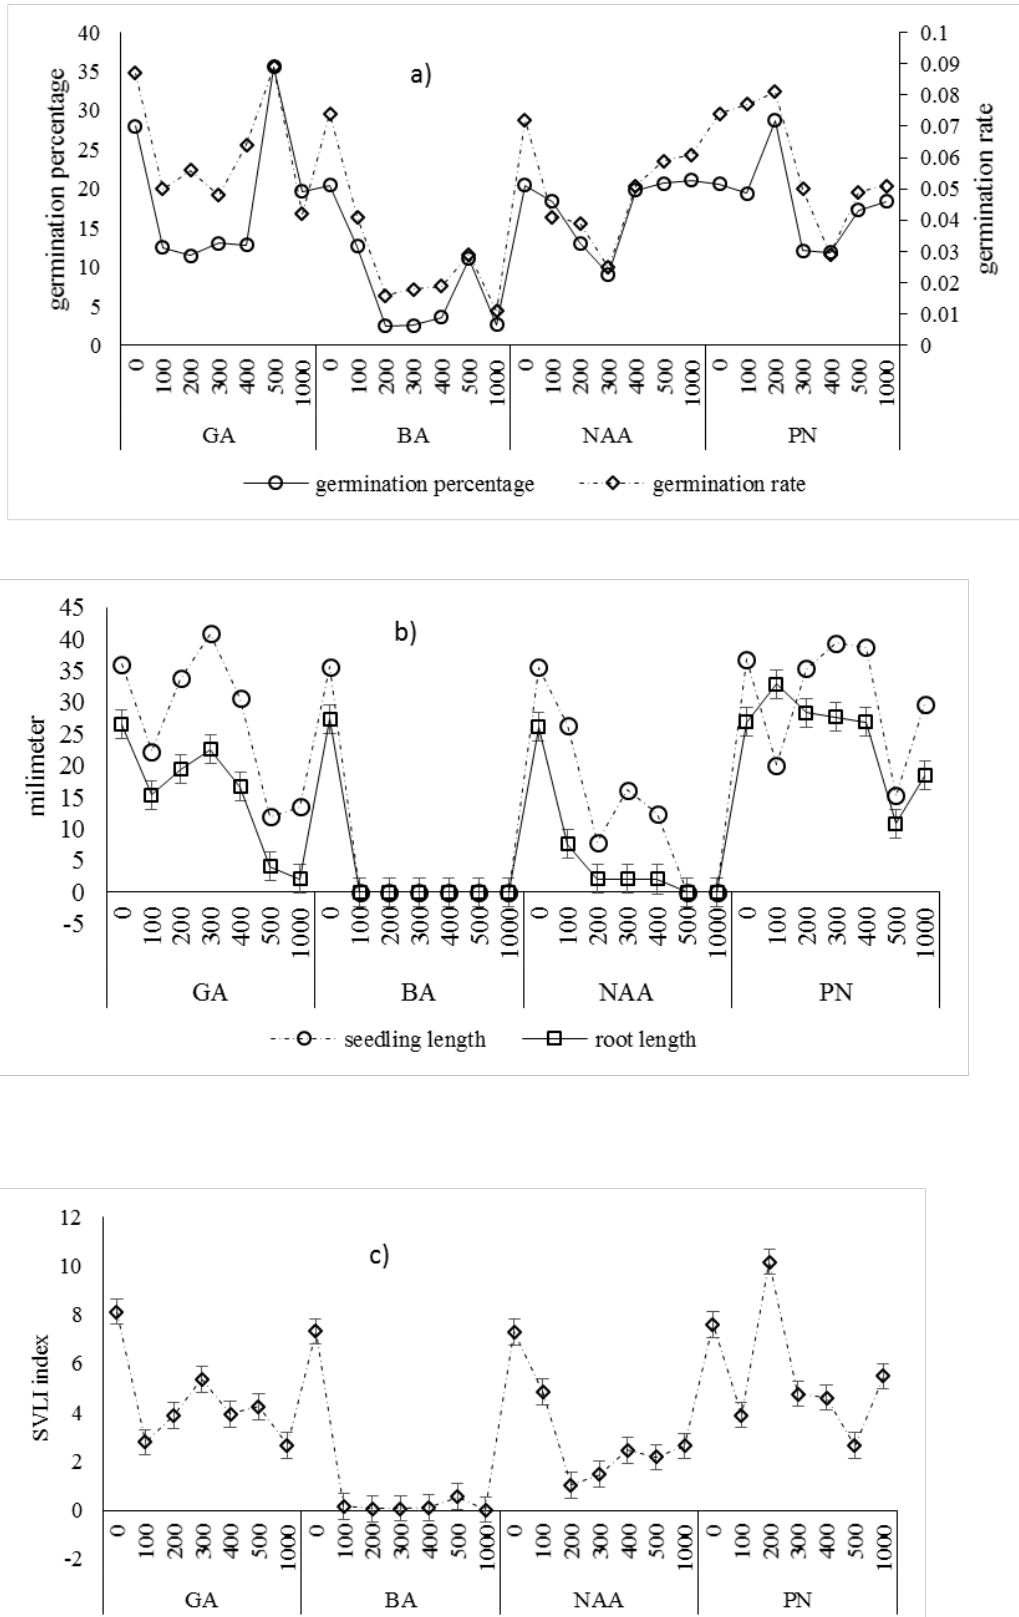 a)
germination percentage
40
35
30
25
20
15
10
5
0
0.1
0.09
0.08
0.07
0.06
0.05
0.04
0.03
0.02
0.01
0
germination rate
0 100 200 300 400 500 1000 0 100 200 300 400 500 1000 0 100 200 300 400 500 1000 0 100 200 300 400 500 1000
GA BA NAA PN
germination percentage germination rate
b)
milimeter
45
40
35
30
25
20
15
10
5
0
-5
0 100 200 300 400 500 1000 0 100 200 300 400 500 1000 0 100 200 300 400 500 1000 0 100 200 300 400 500 1000
GA BA NAA PN
seedling length root length
c)
SVLI index
12
10
8
6
4
2
0
-2
0 100 200 300 400 500 1000 0 100 200 300 400 500 1000 0 100 200 300 400 500 1000 0 100 200 300 400 500 1000
GA BA NAA PN